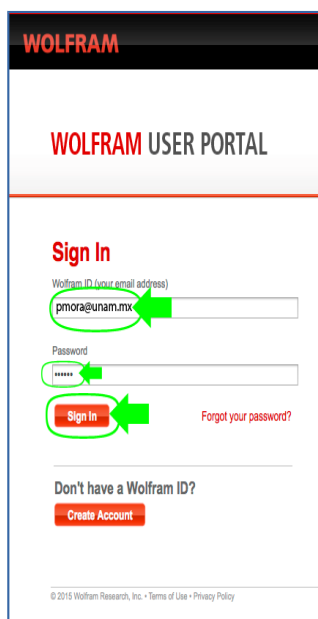 WOLFRAM
WOLFRAM USER PORTAL
Sign In
Wolfram ID (your email address)
pmora@unam.mx
Password
••••••
Sign In Forgot your password?
Don't have a Wolfram ID?
Create Account
© 2015 Wolfram Research, Inc. • Terms of Use • Privacy Policy